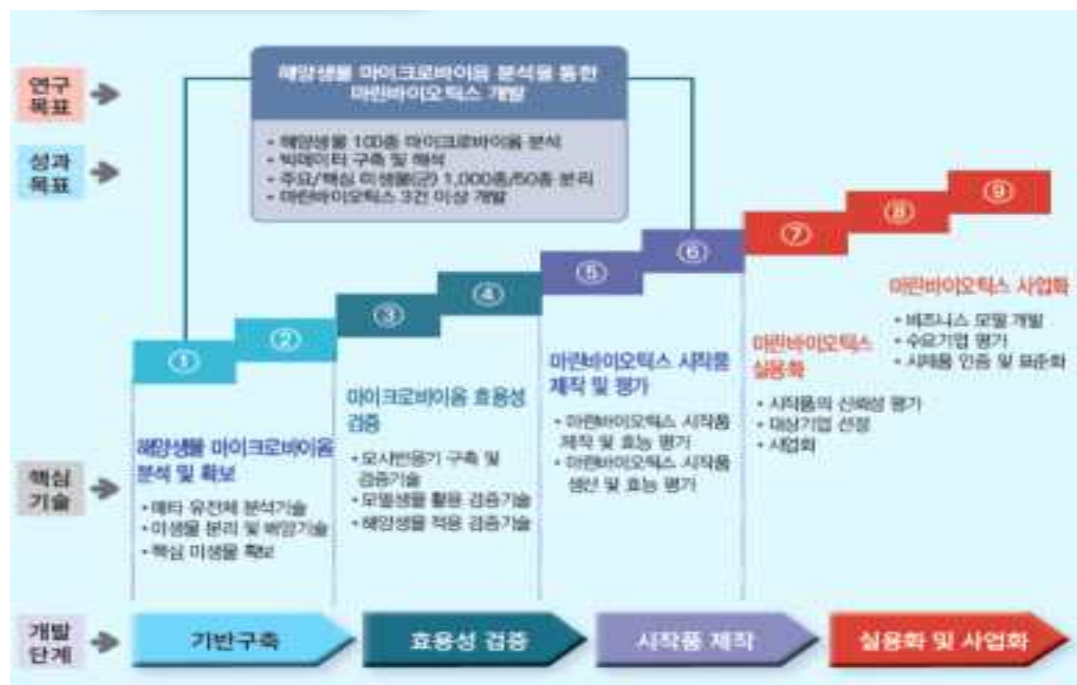 해양생물 마이크로바이옴 분석을 통한
마린바이오틱스 개발
연구
목표
• 해양생물 100종 마이크로바이옴 분석
• 빅데이터 구축 및 해석
• 주요/핵심 미생물(군) 1,000종/50종 분리
• 마린바이오틱스 3건 이상 개발
성과
목표
①
②
③
④
⑤
⑥
⑦
⑧
⑨
핵심
기술
해양생물 마이크로바이옴
분석 및 확보
• 메타 유전체 분석기술
• 미생물 분리 및 배양기술
• 핵심 미생물 확보
마이크로바이옴 효용성
검증
• 모사반응기 구축 및
검증기술
• 모델생물 활용 검증기술
• 해양생물 적용 검증기술
마린바이오틱스 시작품
제작 및 평가
• 마린바이오틱스 시작품
제작 및 효능 평가
• 마린바이오틱스 시작품
생산 및 효능 평가
마린바이오틱스
실용화
• 시작품의 신뢰성 평가
• 대상기업 선정
• 사업화
마린바이오틱스 사업화
• 비즈니스 모델 개발
• 수요기업 평가
• 시제품 인증 및 표준화
개발
단계
기반구축
효용성 검증
시작품 제작
실용화 및 사업화